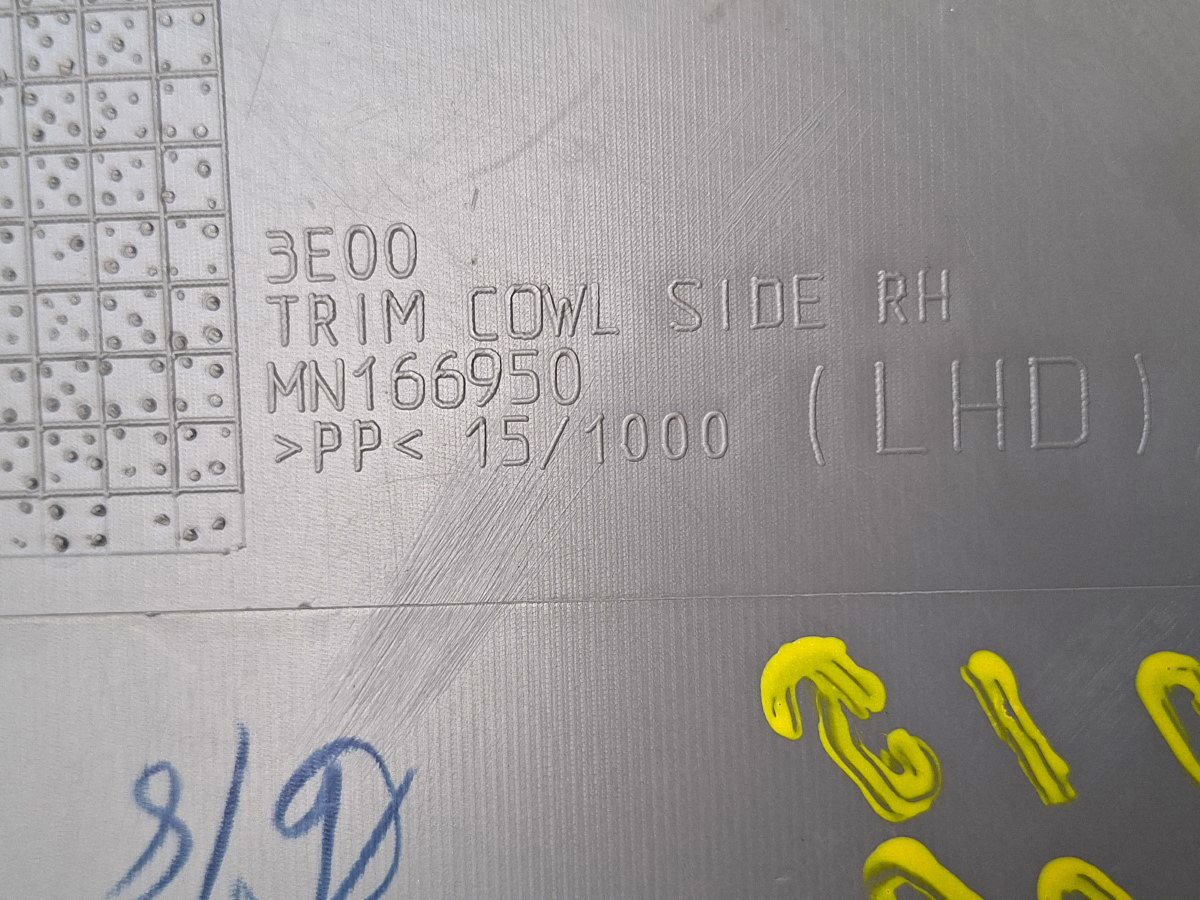 3E00
TRIM COWL SIDE RH
MN166950
>PP< 15/1000 (LHD)